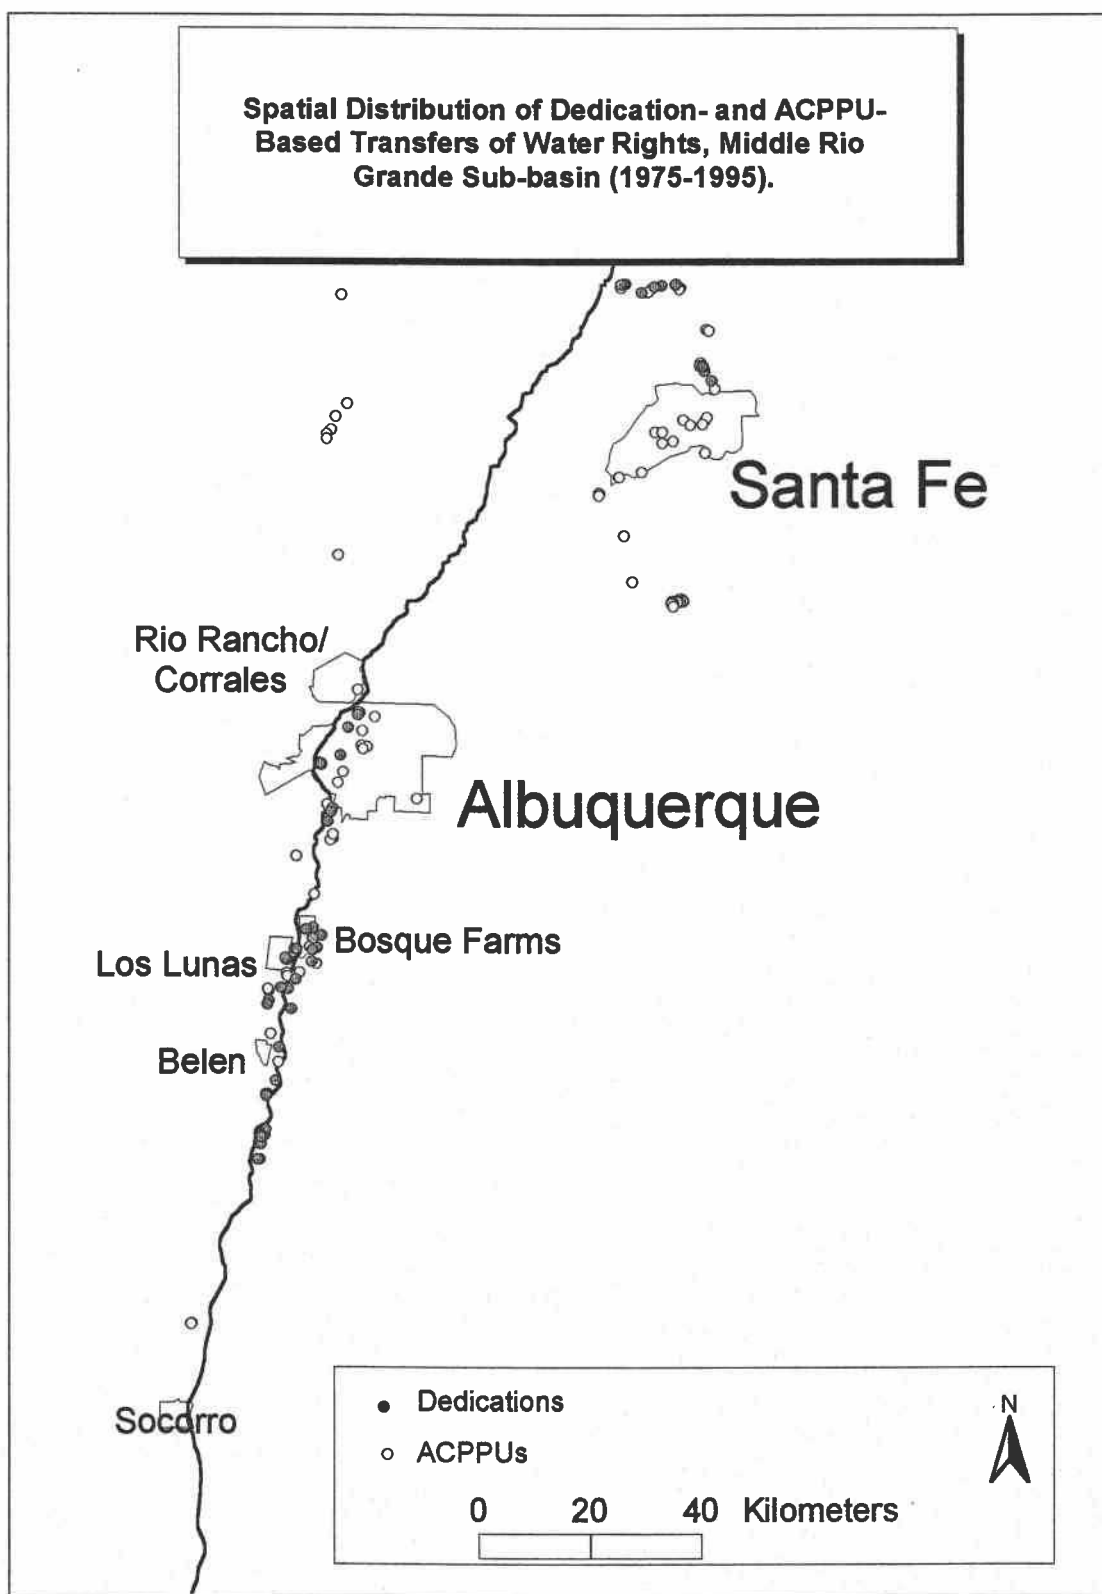 Spatial Distribution of Dedication- and ACPPU-
Based Transfers of Water Rights, Middle Rio
Grande Sub-basin (1975-1995).
Santa Fe
Rio Rancho/
Corrales
Albuquerque
Bosque Farms
Los Lunas
Belen
Socorro
Dedications
ACPPUs
N
0 20 40 Kilometers